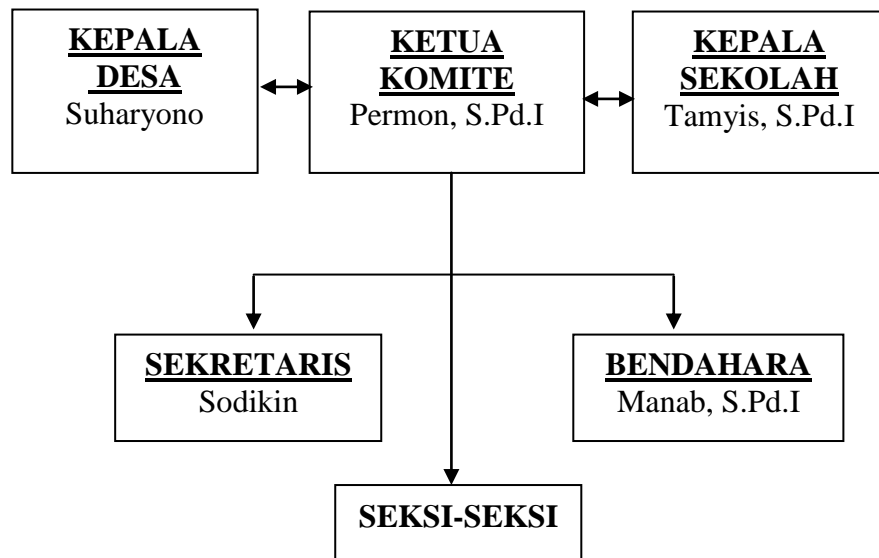 KEPALA
DESA
Suharyono
KETUA
KOMITE
Permon, S.Pd.I
KEPALA
SEKOLAH
Tamyis, S.Pd.I
SEKRETARIS
Sodikin
BENDAHARA
Manab, S.Pd.I
SEKSI-SEKSI